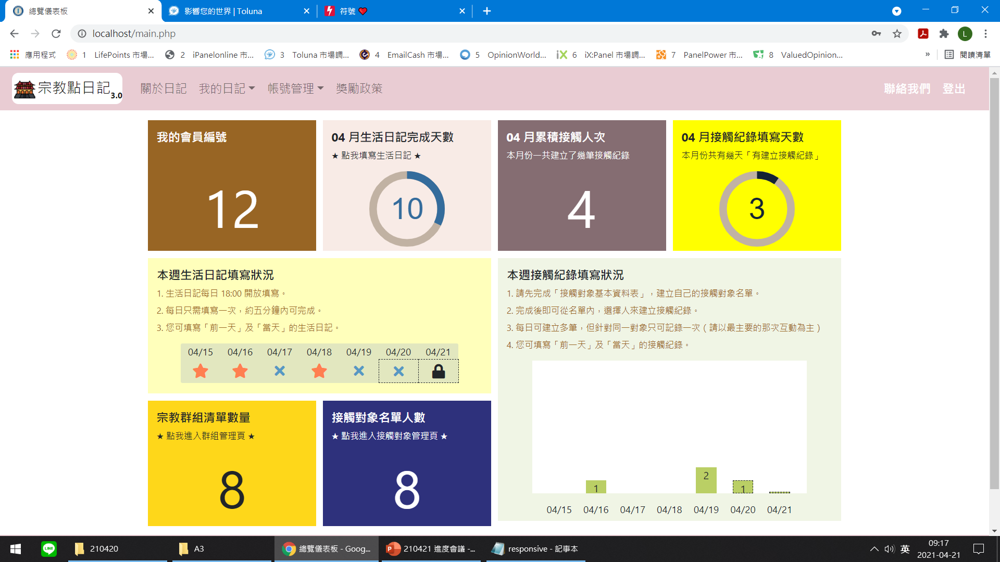 總覽儀表板
影響您的世界 | Toluna
符號 ❤
localhost/main.php
L
應用程式
1 LifePoints 市場...
2 iPanelonline 市...
3 Toluna 市場調...
4 EmailCash 市場...
5 OpinionWorld...
6 iX:Panel 市場調...
7 PanelPower 市...
8 ValuedOpinion...
»
閱讀清單
宗教點日記3.0
關於日記
我的日記
帳號管理
獎勵政策
聯絡我們
登出
我的會員編號
12
04 月生活日記完成天數
★ 點我填寫生活日記 ★
10
04 月累積接觸人次
本月份一共建立了幾筆接觸紀錄
4
04 月接觸紀錄填寫天數
本月份共有幾天「有建立接觸紀錄」
3
本週生活日記填寫狀況
1. 生活日記每日 18:00 開放填寫。
2. 每日只需填寫一次，約五分鐘內可完成。
3. 您可填寫「前一天」及「當天」的生活日記。
04/15 04/16 04/17 04/18 04/19 04/20 04/21
本週接觸紀錄填寫狀況
1. 請先完成「接觸對象基本資料表」，建立自己的接觸對象名單。
2. 完成後即可從名單內，選擇人來建立接觸紀錄。
3. 每日可建立多筆，但針對同一對象只可記錄一次（請以最主要的那次互動為主）
4. 您可填寫「前一天」及「當天」的接觸紀錄。
1 2 1
04/15 04/16 04/17 04/18 04/19 04/20 04/21
宗教群組清單數量
★ 點我進入群組管理頁 ★
8
接觸對象名單人數
★ 點我進入接觸對象管理頁 ★
8
LINE
210420
A3
總覽儀表板 - Goog...
210421 進度會議 -...
responsive - 記事本
英
09:17
2021-04-21